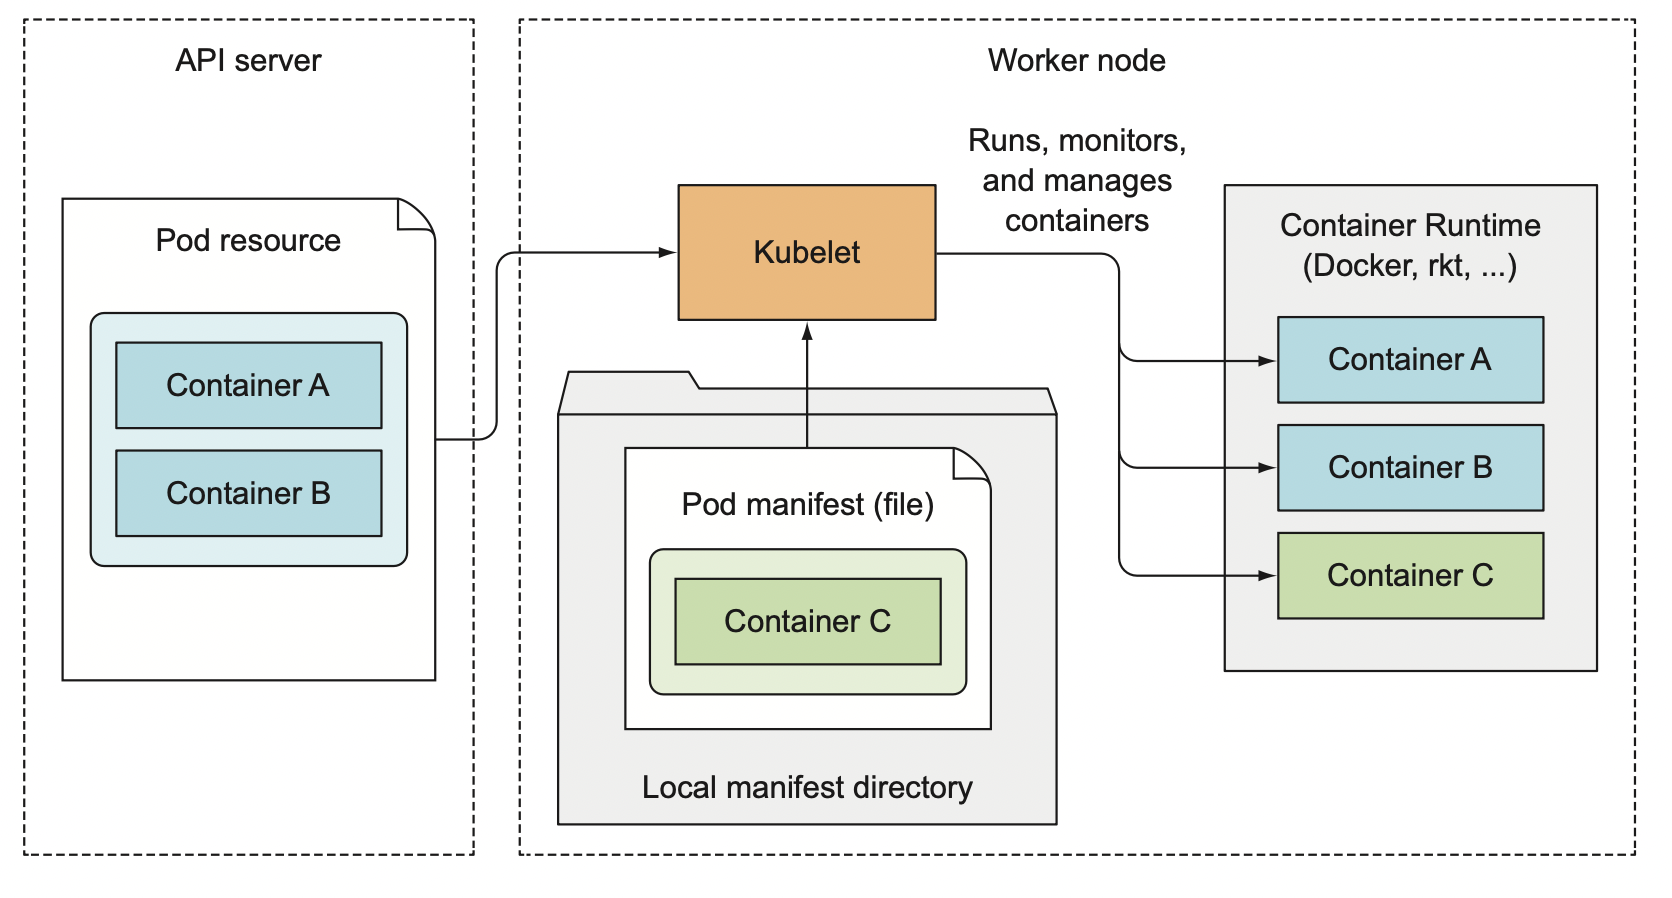 API server
Pod resource
Container A
Container B
Worker node
Kubelet
Runs, monitors,
and manages
containers
Pod manifest (file)
Container C
Local manifest directory
Container Runtime
(Docker, rkt, ...)
Container A
Container B
Container C